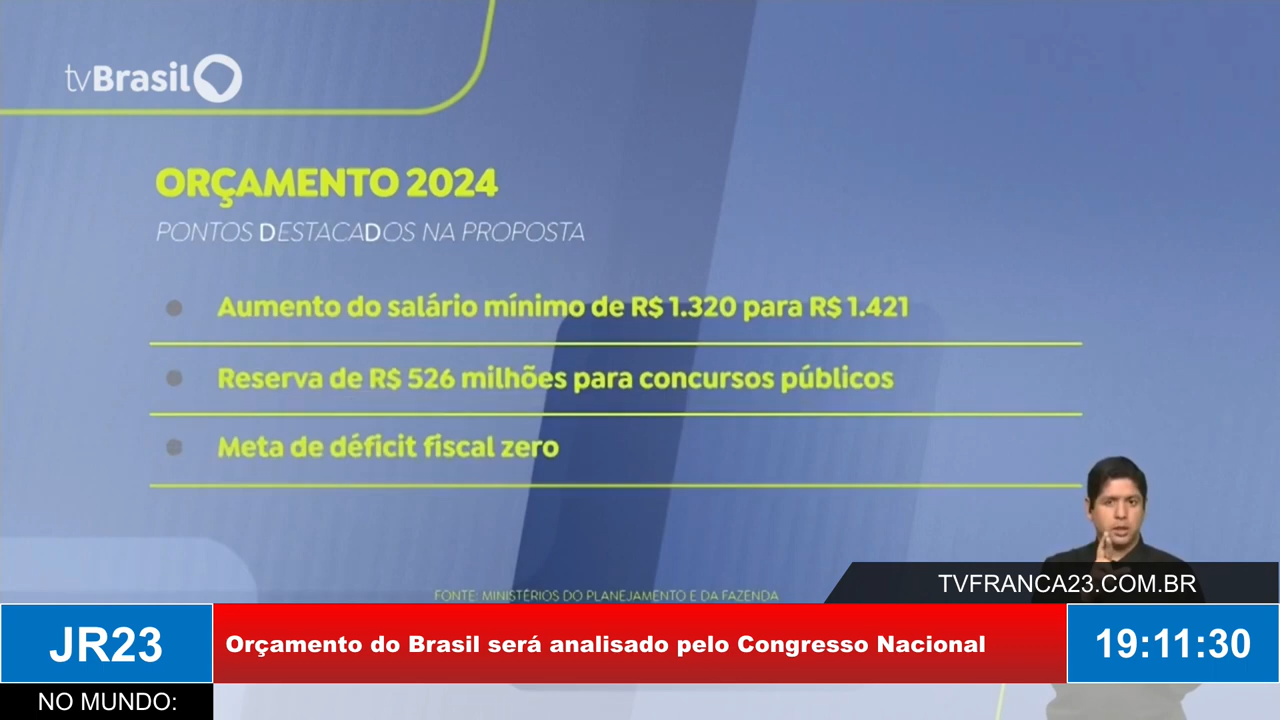 tvBrasil
ORÇAMENTO 2024
PONTOS DESTACADOS NA PROPOSTA
Aumento do salário mínimo de R$ 1.320 para R$ 1.421
Reserva de R$ 526 milhões para concursos públicos
Meta de déficit fiscal zero
FONTE: MINISTÉRIOS DO PLANEJAMENTO E DA FAZENDA
TVFRANCA23.COM.BR
JR23
Orçamento do Brasil será analisado pelo Congresso Nacional
19:11:30
NO MUNDO: